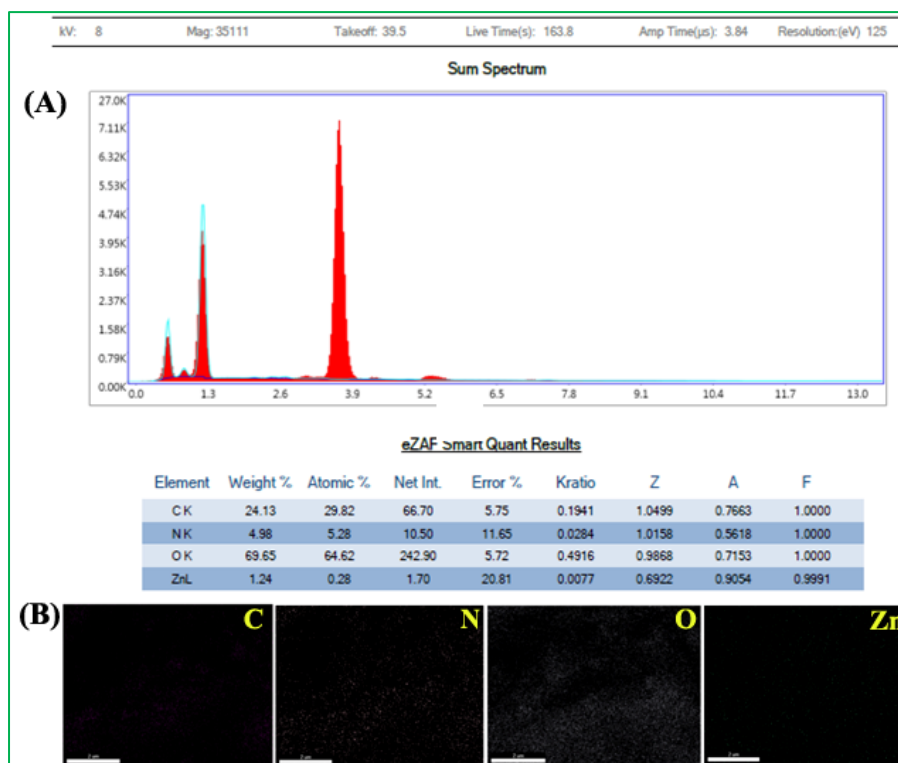 kV: 8 Mag: 35111 Takeoff: 39.5 Live Time(s): 163.8 Amp Time(µs): 3.84 Resolution:(eV) 125
Sum Spectrum
(A)
27.0K
7.11K
6.32K
5.53K
4.74K
3.95K
3.16K
2.37K
1.58K
0.79K
0.00K
0.0 1.3 2.6 3.9 5.2 6.5 7.8 9.1 10.4 11.7 13.0
eZAF Smart Quant Results
Element Weight % Atomic % Net Int. Error % Kratio Z A F
C K 24.13 29.82 66.70 5.75 0.1941 1.0499 0.7663 1.0000
N K 4.98 5.28 10.50 11.65 0.0284 1.0158 0.5618 1.0000
O K 69.65 64.62 242.90 5.72 0.4916 0.9868 0.7153 1.0000
ZnL 1.24 0.28 1.70 20.81 0.0077 0.6922 0.9054 0.9991
(B) C N O Zn